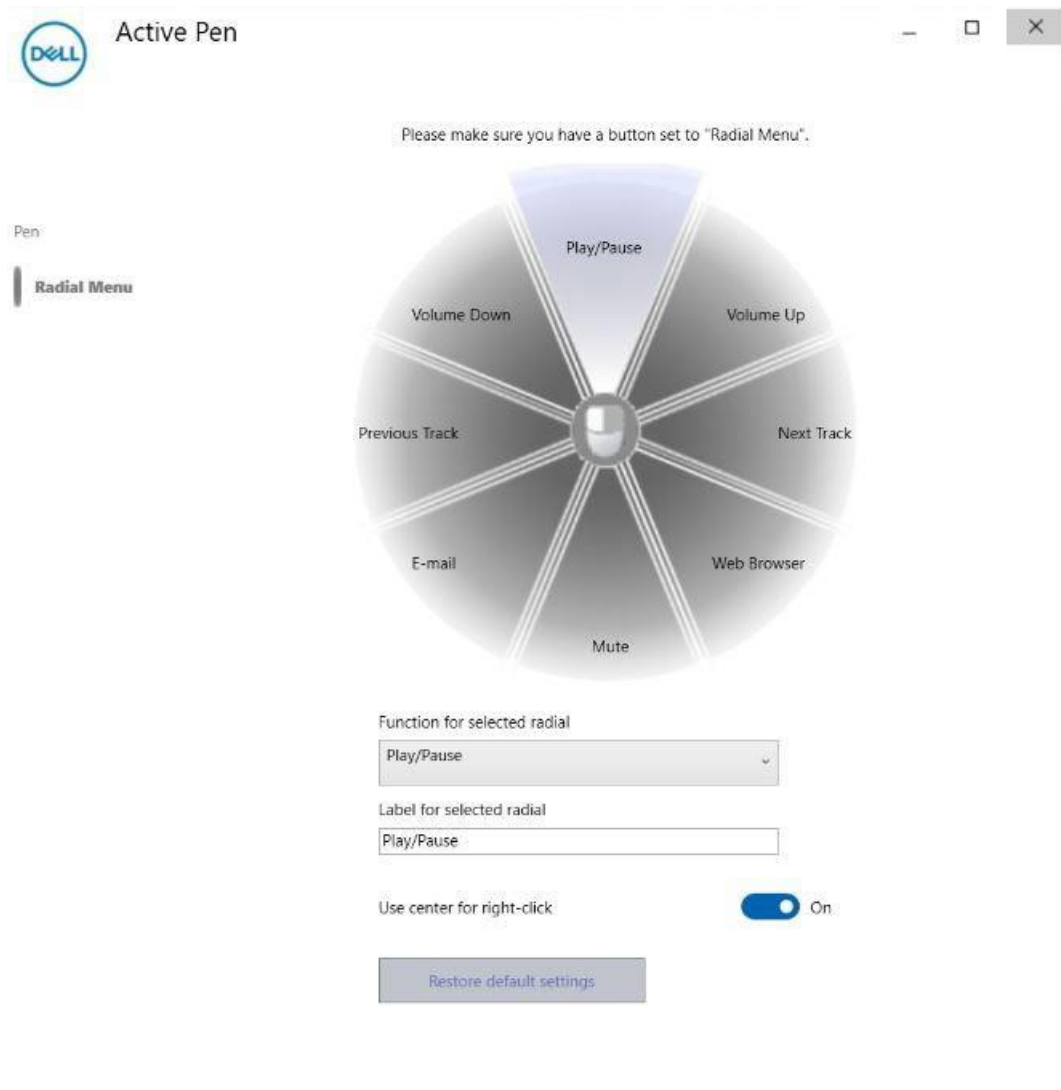 DELL
Active Pen
Please make sure you have a button set to "Radial Menu".
Pen
Radial Menu
Play/Pause
Volume Down
Volume Up
Previous Track
Next Track
E-mail
Web Browser
Mute
Function for selected radial
Play/Pause
Label for selected radial
Play/Pause
Use center for right-click
On
Restore default settings